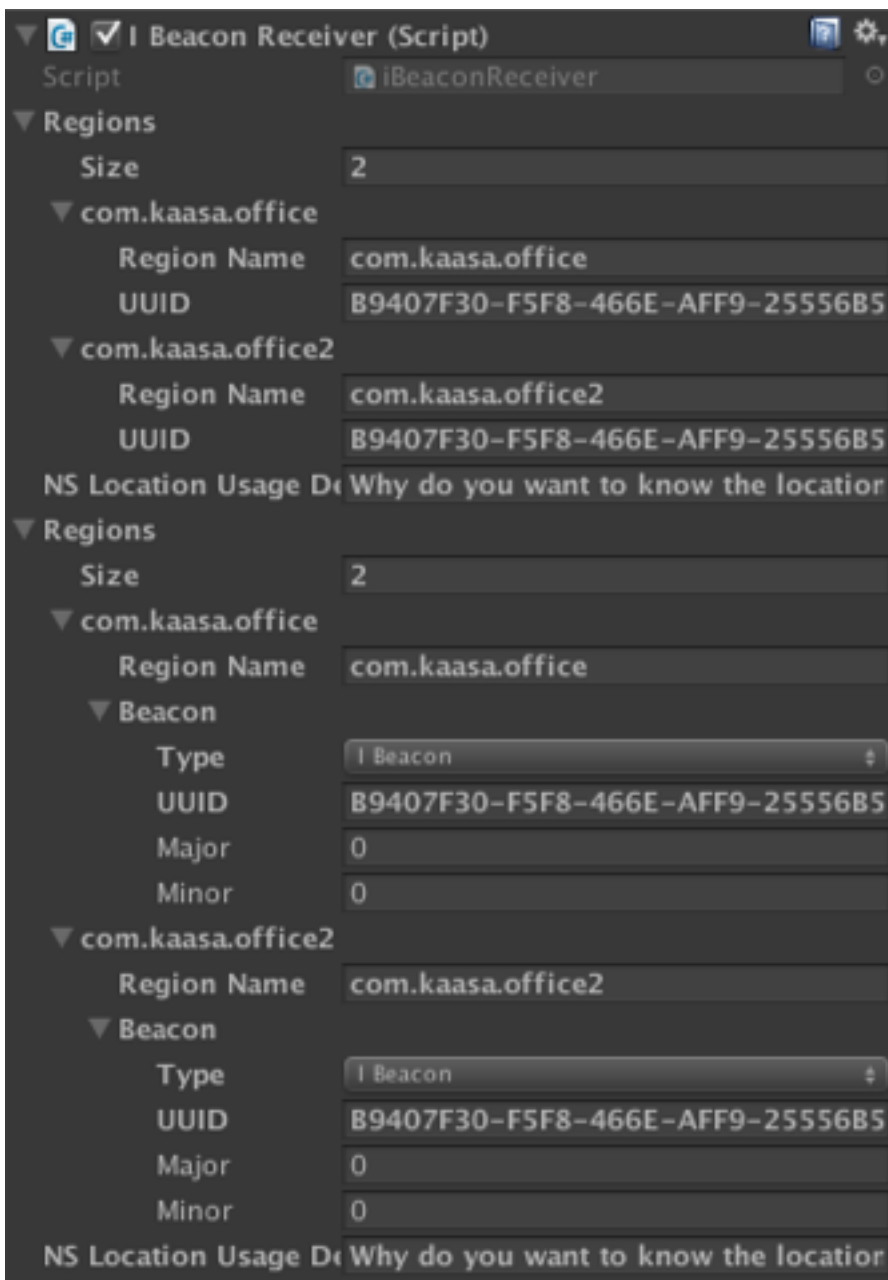 I Beacon Receiver (Script)
Script iBeaconReceiver
Regions
Size 2
com.kaasa.office
Region Name com.kaasa.office
UUID B9407F30-F5F8-466E-AFF9-25556B5
com.kaasa.office2
Region Name com.kaasa.office2
UUID B9407F30-F5F8-466E-AFF9-25556B5
NS Location Usage De Why do you want to know the location
Regions
Size 2
com.kaasa.office
Region Name com.kaasa.office
Beacon
Type I Beacon
UUID B9407F30-F5F8-466E-AFF9-25556B5
Major 0
Minor 0
com.kaasa.office2
Region Name com.kaasa.office2
Beacon
Type I Beacon
UUID B9407F30-F5F8-466E-AFF9-25556B5
Major 0
Minor 0
NS Location Usage De Why do you want to know the location